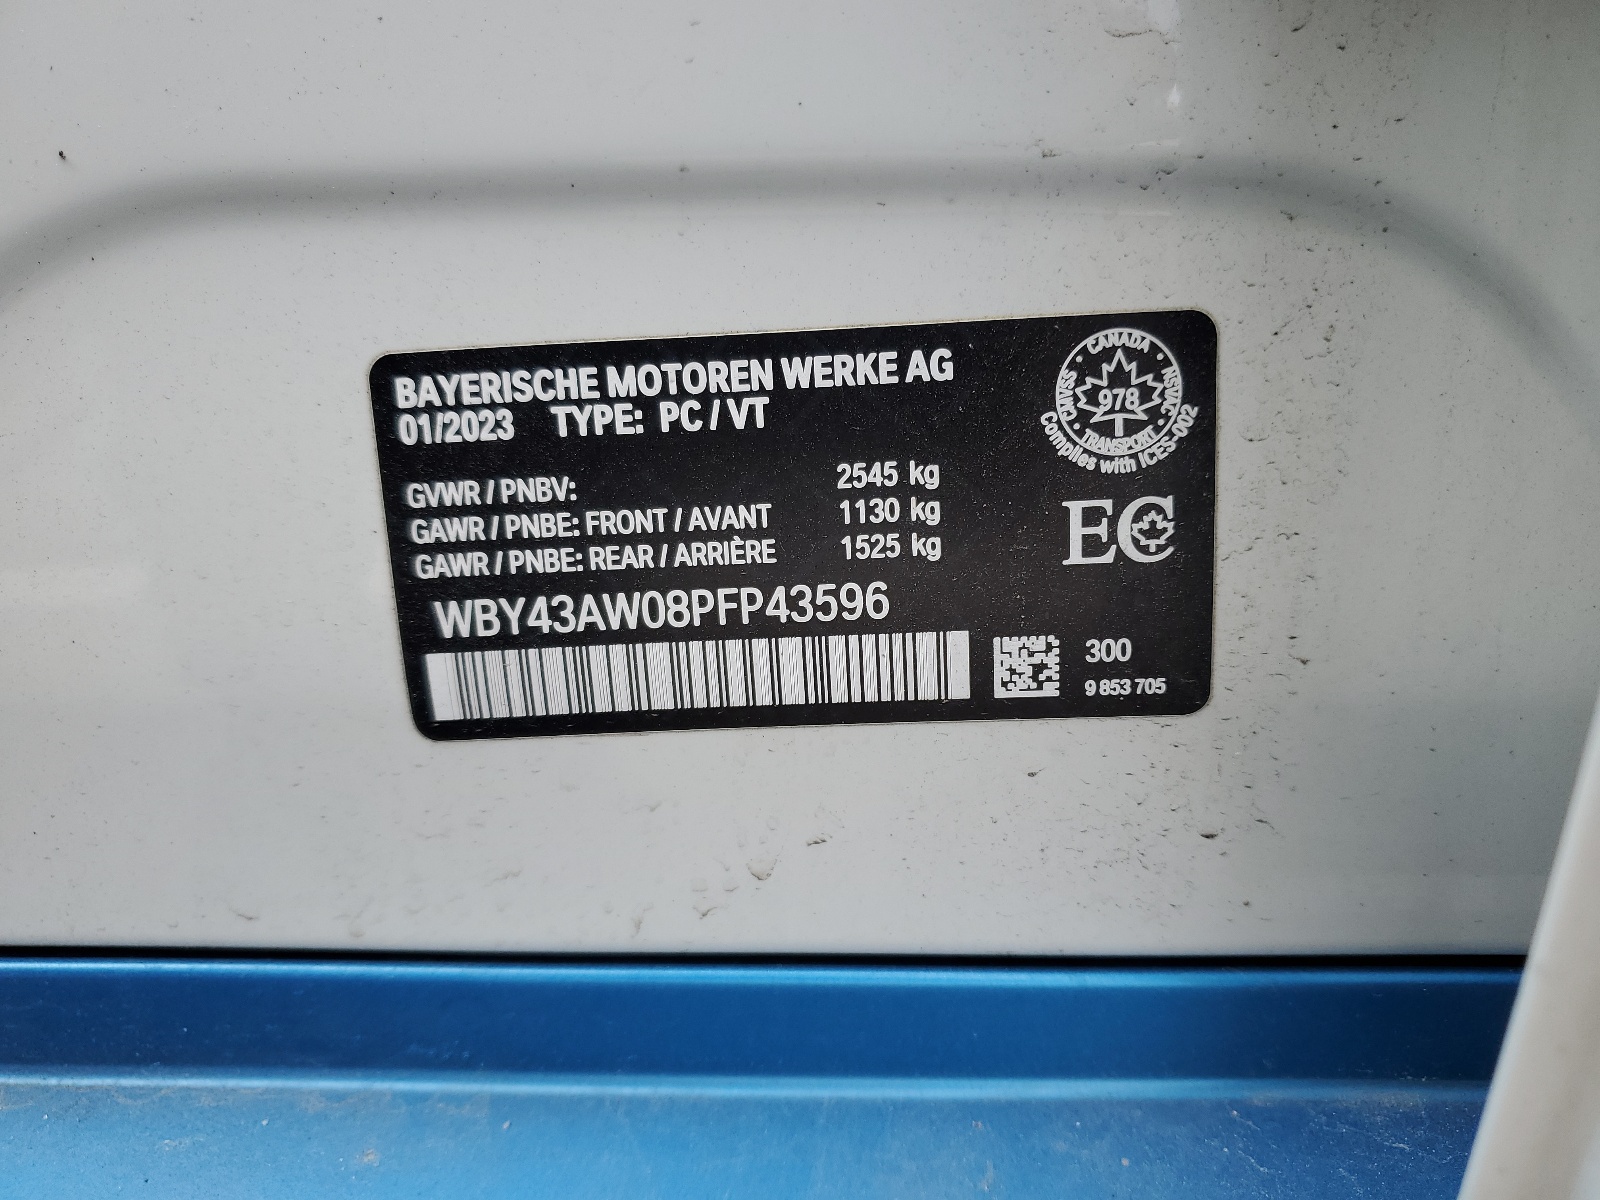 BAYERISCHE MOTOREN WERKE AG
01/2023 TYPE: PC / VT
GVWR / PNBV: 2545 kg
GAWR / PNBE: FRONT / AVANT 1130 kg
GAWR / PNBE: REAR / ARRIÈRE 1525 kg
WBY43AW08PFP43596
CANADA
NSVAC
TRANSPORT
CMVSS
978
Complies with ICES-002
EC
300
9 853 705